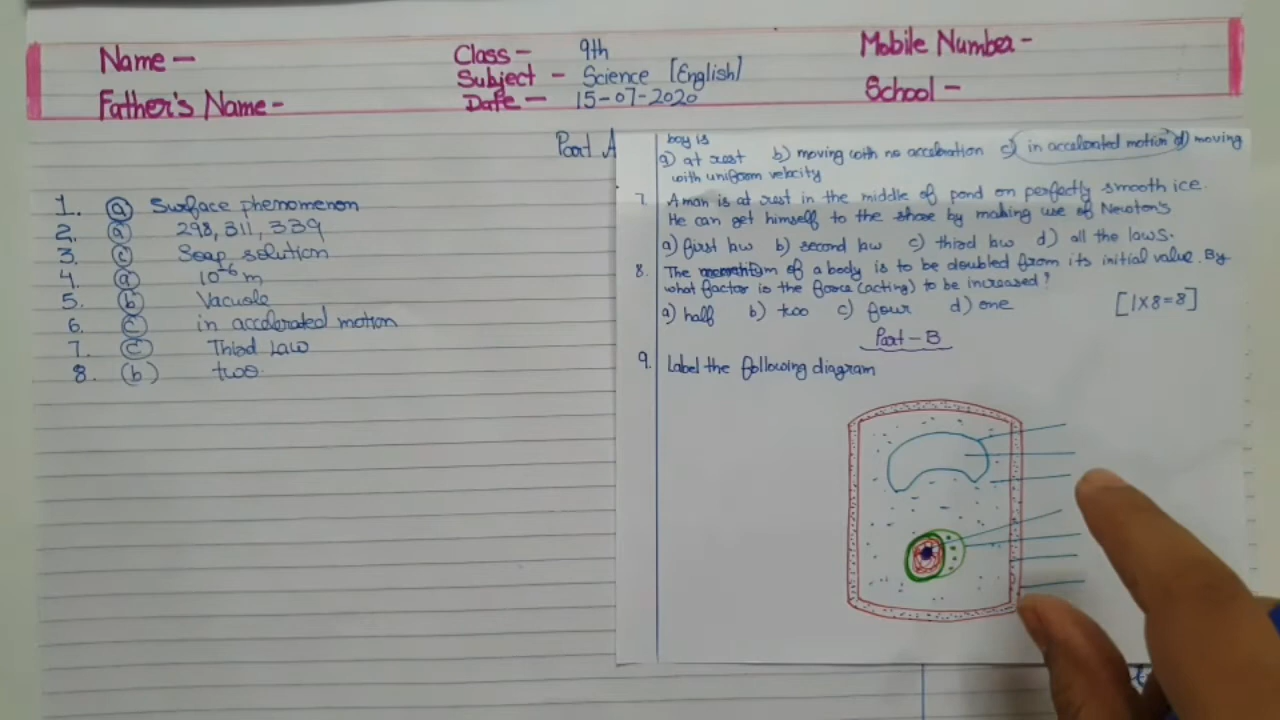 Name -
Class - 9th
Mobile Number -
Subject - Science [English]
Father's Name -
Date - 15-07-2020
School -
Part A
1. (a) Surface phenomenon
2. (a) 298, 311, 339
3. (c) Soap solution
4. (a) 10⁻⁶ m
5. (b) Vacuole
6. (c) in accelerated motion
7. (c) Third Law
8. (b) two
boy is
a) at rest b) moving with no acceleration c) in accelerated motion d) moving
with uniform velocity
7. A man is at rest in the middle of pond on perfectly smooth ice.
He can get himself to the shore by making use of Newton's
a) first law b) second law c) third law d) all the laws.
8. The momentum of a body is to be doubled from its initial value. By
what factor is the force (acting) to be increased?
a) half b) two c) four d) one [1x8=8]
Part - B
9. Label the following diagram